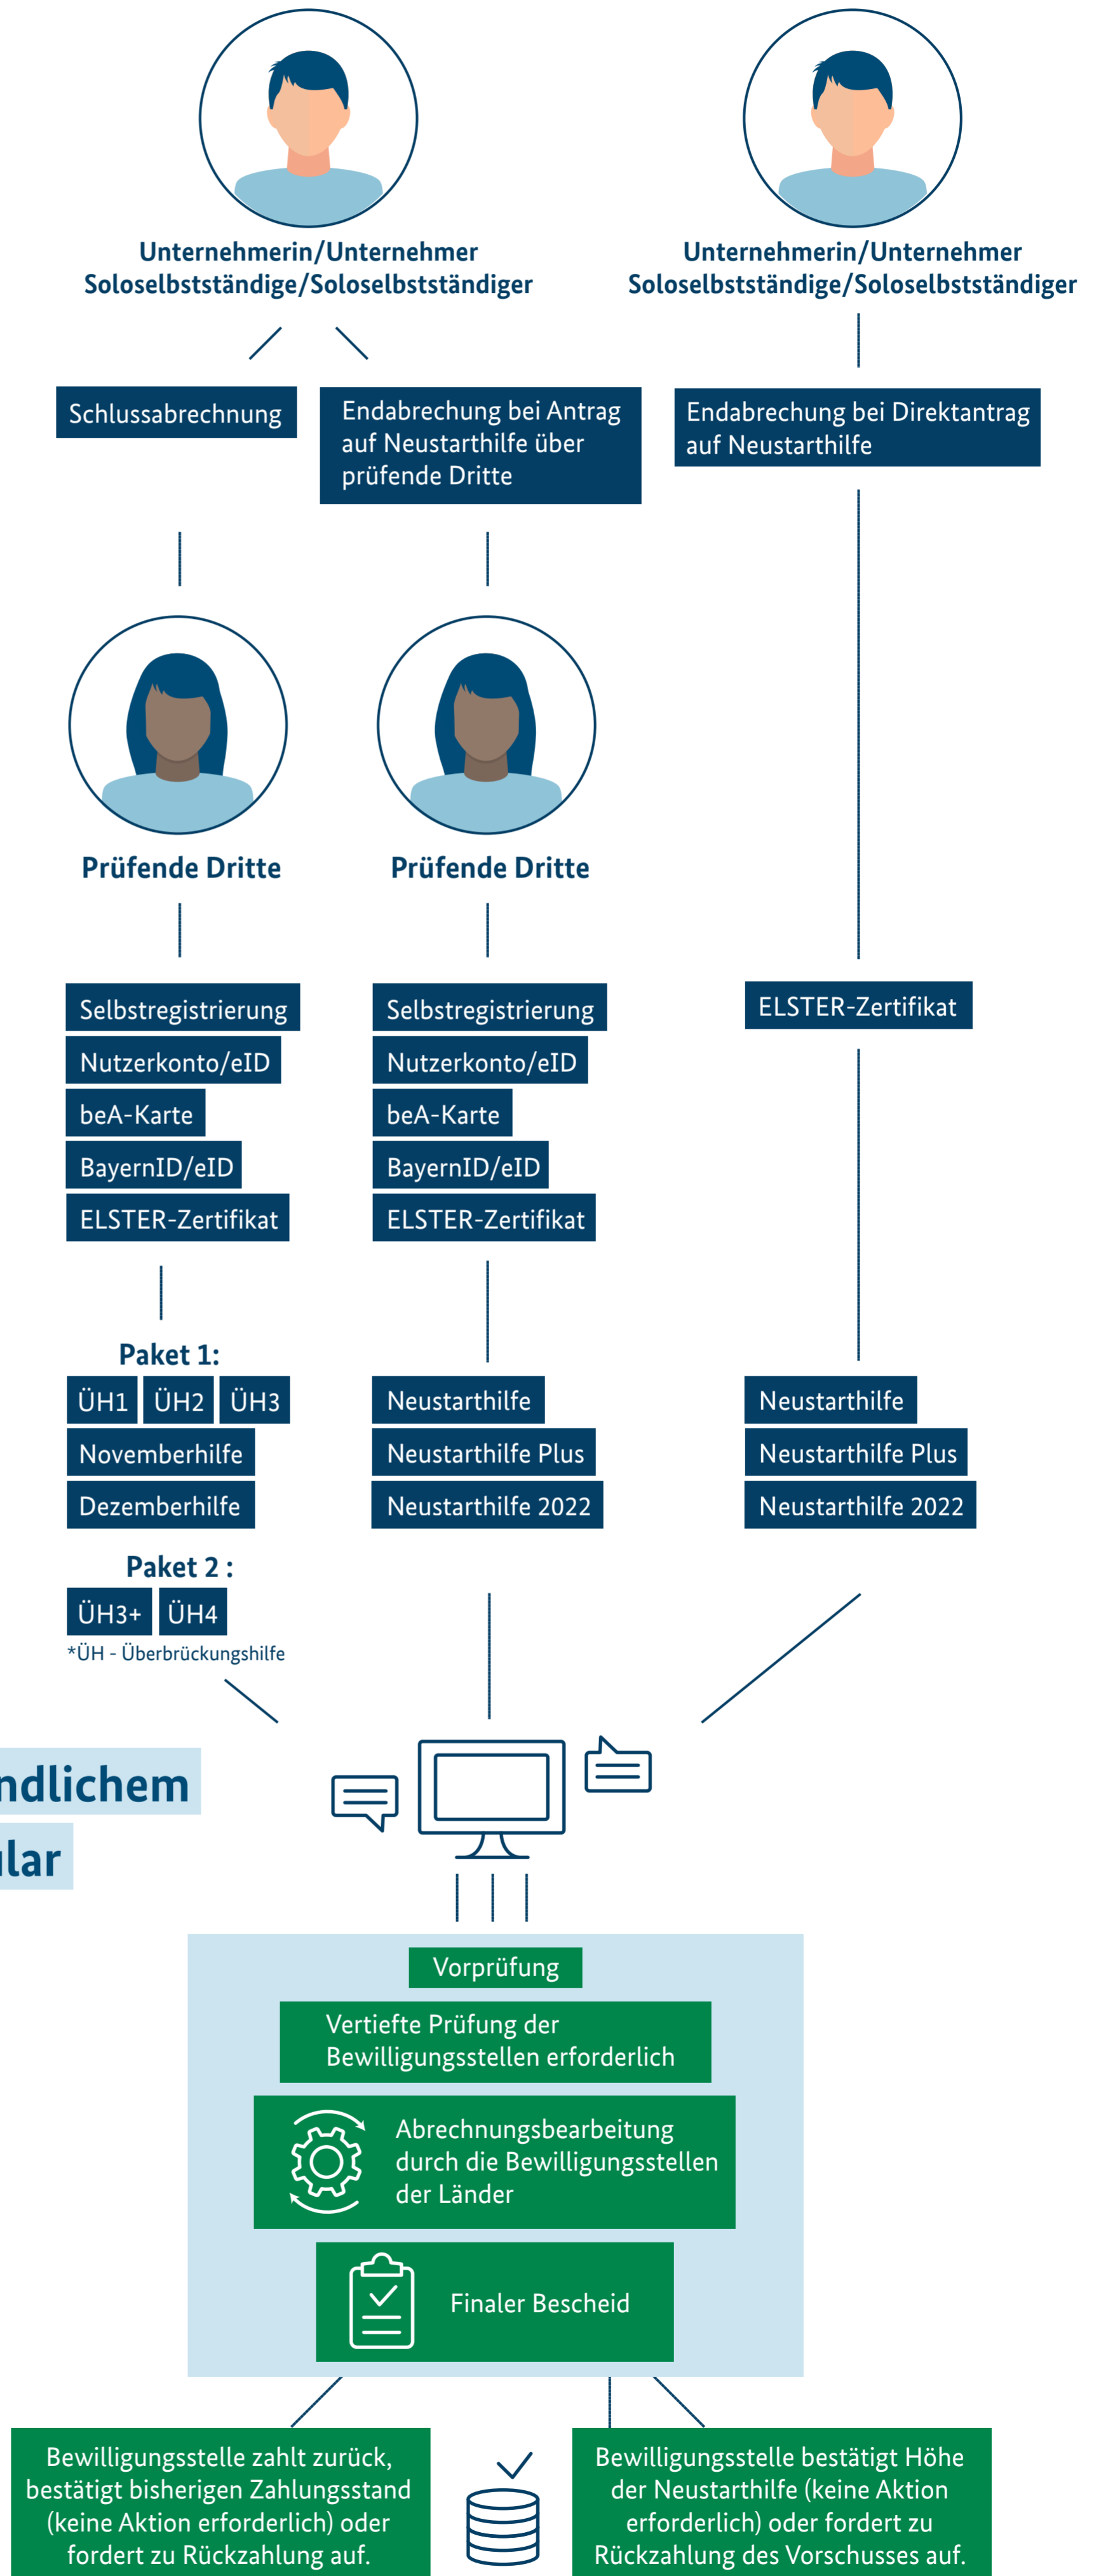 Unternehmerin/Unternehmer
Soloselbstständige/Soloselbstständiger
Unternehmerin/Unternehmer
Soloselbstständige/Soloselbstständiger
Schlussabrechnung
Endabrechung bei Antrag
auf Neustarthilfe über
prüfende Dritte
Endabrechung bei Direktantrag
auf Neustarthilfe
Prüfende Dritte
Prüfende Dritte
Selbstregistrierung
Nutzerkonto/eID
beA-Karte
BayernID/eID
ELSTER-Zertifikat
Selbstregistrierung
Nutzerkonto/eID
beA-Karte
BayernID/eID
ELSTER-Zertifikat
ELSTER-Zertifikat
Paket 1:
ÜH1 ÜH2 ÜH3
Novemberhilfe
Dezemberhilfe
Paket 2 :
ÜH3+ ÜH4
*ÜH - Überbrückungshilfe
Neustarthilfe
Neustarthilfe Plus
Neustarthilfe 2022
Neustarthilfe
Neustarthilfe Plus
Neustarthilfe 2022
ndlichem
lar
Vorprüfung
Vertiefte Prüfung der
Bewilligungsstellen erforderlich
Abrechnungsbearbeitung
durch die Bewilligungsstellen
der Länder
Finaler Bescheid
Bewilligungsstelle zahlt zurück,
bestätigt bisherigen Zahlungsstand
(keine Aktion erforderlich) oder
fordert zu Rückzahlung auf.
Bewilligungsstelle bestätigt Höhe
der Neustarthilfe (keine Aktion
erforderlich) oder fordert zu
Rückzahlung des Vorschusses auf.